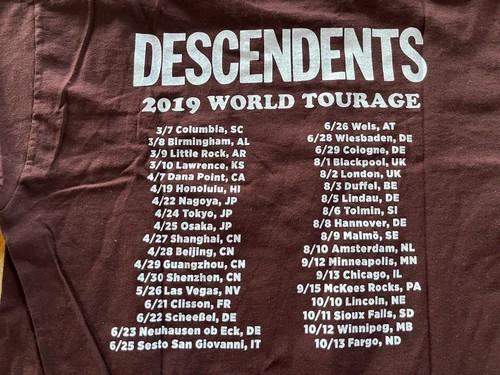 DESCENDENTS
2019 WORLD TOURAGE
3/7 Columbia, SC
3/8 Birmingham, AL
3/9 Little Rock, AR
3/10 Lawrence, KS
4/7 Dana Point, CA
4/19 Honolulu, HI
4/22 Nagoya, JP
4/24 Tokyo, JP
4/25 Osaka, JP
4/27 Shanghai, CN
4/28 Beijing, CN
4/29 Guangzhou, CN
4/30 Shenzhen, CN
5/26 Las Vegas, NV
6/21 Clisson, FR
6/22 Scheeßel, DE
6/23 Neuhausen ob Eck, DE
6/25 Sesto San Giovanni, IT
6/26 Wels, AT
6/28 Wiesbaden, DE
6/29 Cologne, DE
8/1 Blackpool, UK
8/2 London, UK
8/3 Duffel, BE
8/5 Lindau, DE
8/6 Tolmin, SI
8/8 Hannover, DE
8/9 Malmö, SE
8/10 Amsterdam, NL
9/12 Minneapolis, MN
9/13 Chicago, IL
9/15 McKees Rocks, PA
10/10 Lincoln, NE
10/11 Sioux Falls, SD
10/12 Winnipeg, MB
10/13 Fargo, ND